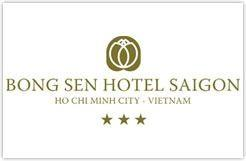 BONG SEN HOTEL SAIGON
HO CHI MINH CITY - VIETNAM